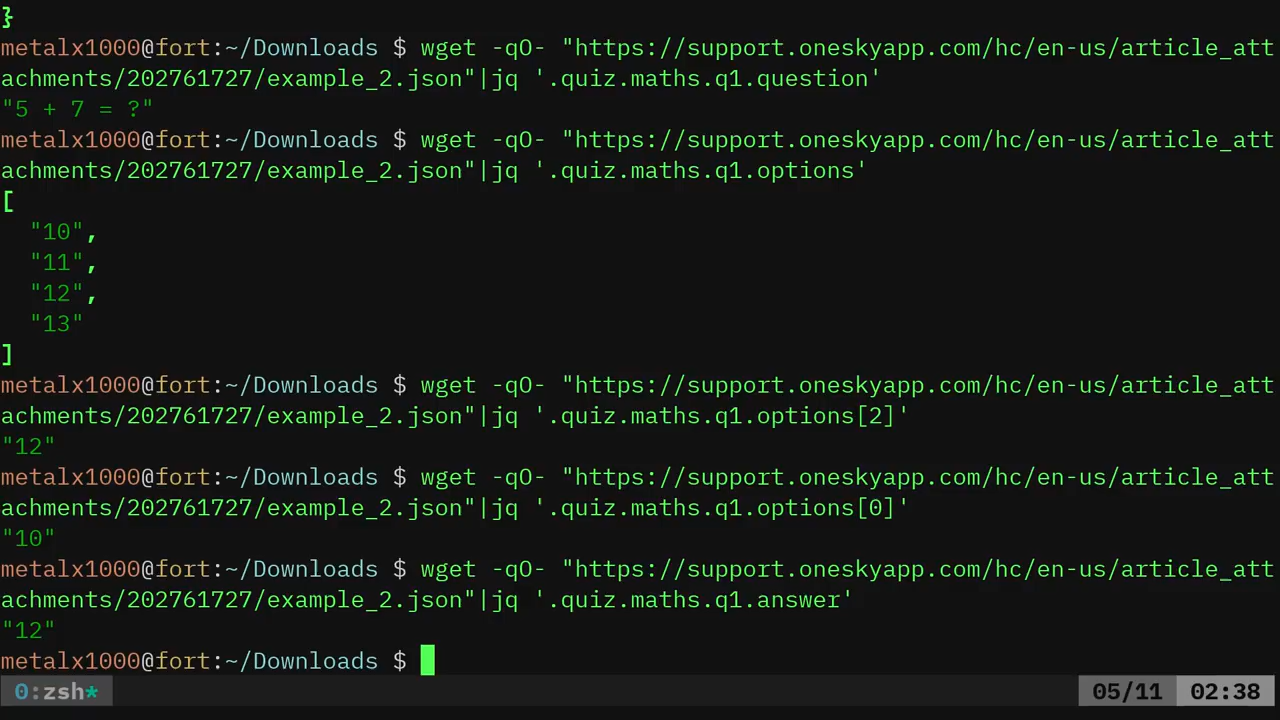 }
metalx1000@fort:~/Downloads $ wget -qO- "https://support.oneskyapp.com/hc/en-us/article_att
achments/202761727/example_2.json"|jq '.quiz.maths.q1.question'
"5 + 7 = ?"
metalx1000@fort:~/Downloads $ wget -qO- "https://support.oneskyapp.com/hc/en-us/article_att
achments/202761727/example_2.json"|jq '.quiz.maths.q1.options'
[
  "10",
  "11",
  "12",
  "13"
]
metalx1000@fort:~/Downloads $ wget -qO- "https://support.oneskyapp.com/hc/en-us/article_att
achments/202761727/example_2.json"|jq '.quiz.maths.q1.options[2]'
"12"
metalx1000@fort:~/Downloads $ wget -qO- "https://support.oneskyapp.com/hc/en-us/article_att
achments/202761727/example_2.json"|jq '.quiz.maths.q1.options[0]'
"10"
metalx1000@fort:~/Downloads $ wget -qO- "https://support.oneskyapp.com/hc/en-us/article_att
achments/202761727/example_2.json"|jq '.quiz.maths.q1.answer'
"12"
metalx1000@fort:~/Downloads $
0:zsh* 05/11 02:38